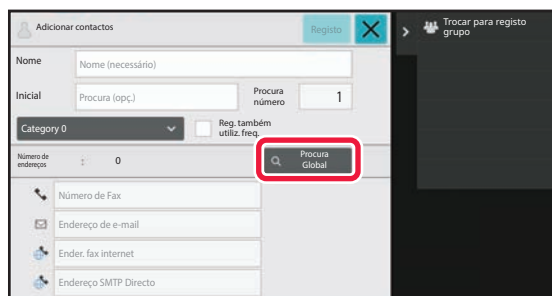 Adicionar contactos
Registo
Trocar para registo
grupo
Nome
Nome (necessário)
Inicial
Procura (opç.)
Procura
número
1
Category 0
Reg. também
utiliz. freq.
Número de
endereços
:
0
Procura
Global
Número de Fax
Endereço de e-mail
Ender. fax internet
Endereço SMTP Directo